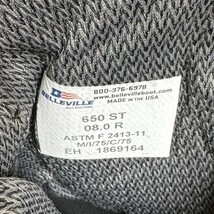 800-376-6978
www.bellevilleboot.com
BELLEVILLE
MADE IN THE USA
650 ST
08.0 R
ASTM F 2413-11
M/I/75/C/75
EH 1869164